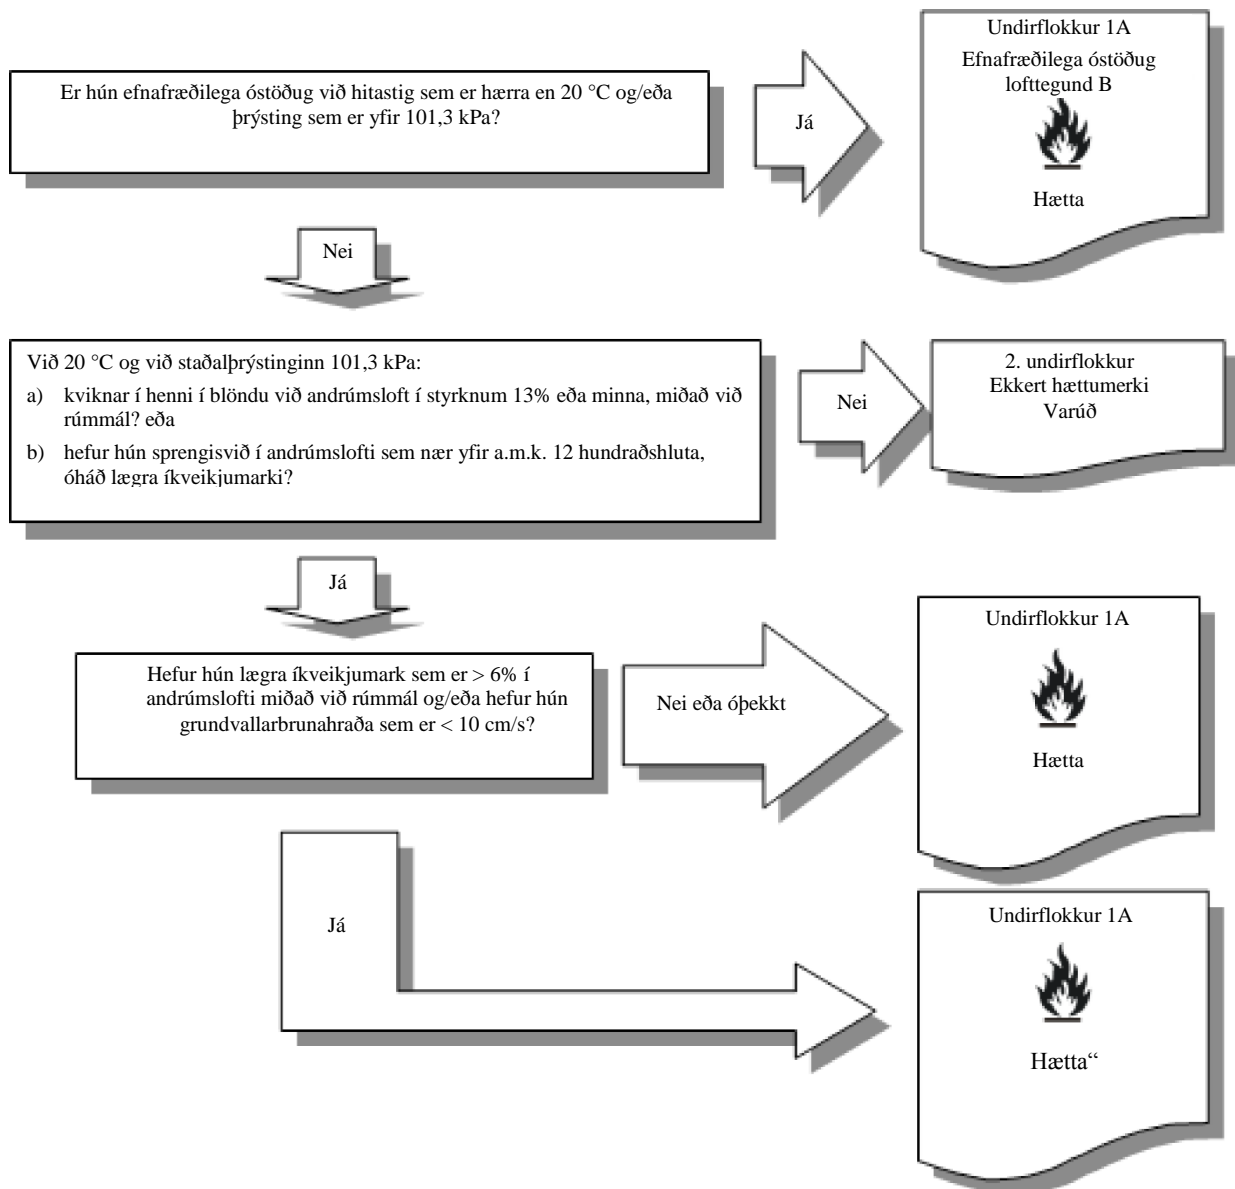 Er hún efnafræðilega óstöðug við hitastig sem er hærra en 20 °C og/eða
þrýsting sem er yfir 101,3 kPa?
Já
Undirflokkur 1A
Efnafræðilega óstöðug
lofttegund B
Hætta
Nei
Við 20 °C og við staðalþrýstinginn 101,3 kPa:
a) kviknar í henni í blöndu við andrúmsloft í styrknum 13% eða minna, miðað við
rúmmál? eða
b) hefur hún sprengisvið í andrúmslofti sem nær yfir a.m.k. 12 hundraðshluta,
óháð lægra íkveikjumarki?
Nei
2. undirflokkur
Ekkert hættumerki
Varúð
Já
Hefur hún lægra íkveikjumark sem er > 6% í
andrúmslofti miðað við rúmmál og/eða hefur hún
grundvallarbrunahraða sem er < 10 cm/s?
Nei eða óþekkt
Undirflokkur 1A
Hætta
Já
Undirflokkur 1A
Hætta“